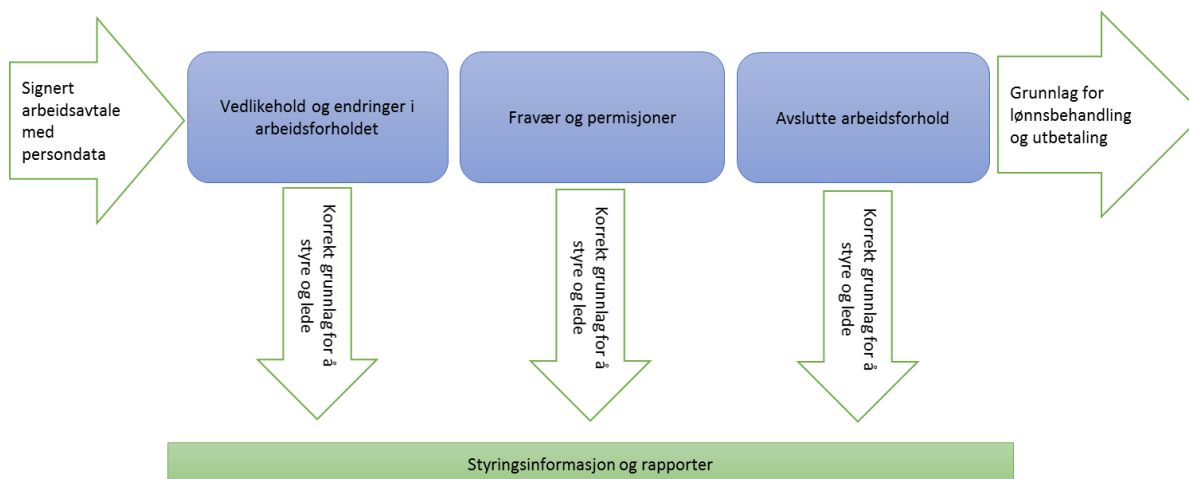 Signert
arbeidsavtale
med
persondata
Vedlikehold og endringer i
arbeidsforholdet
Fravær og permisjoner
Avslutte arbeidsforhold
Grunnlag for
lønnsbehandling
og utbetaling
Korrekt grunnlag for å
styre og lede
Korrekt grunnlag for å
styre og lede
Korrekt grunnlag for å
styre og lede
Styringsinformasjon og rapporter